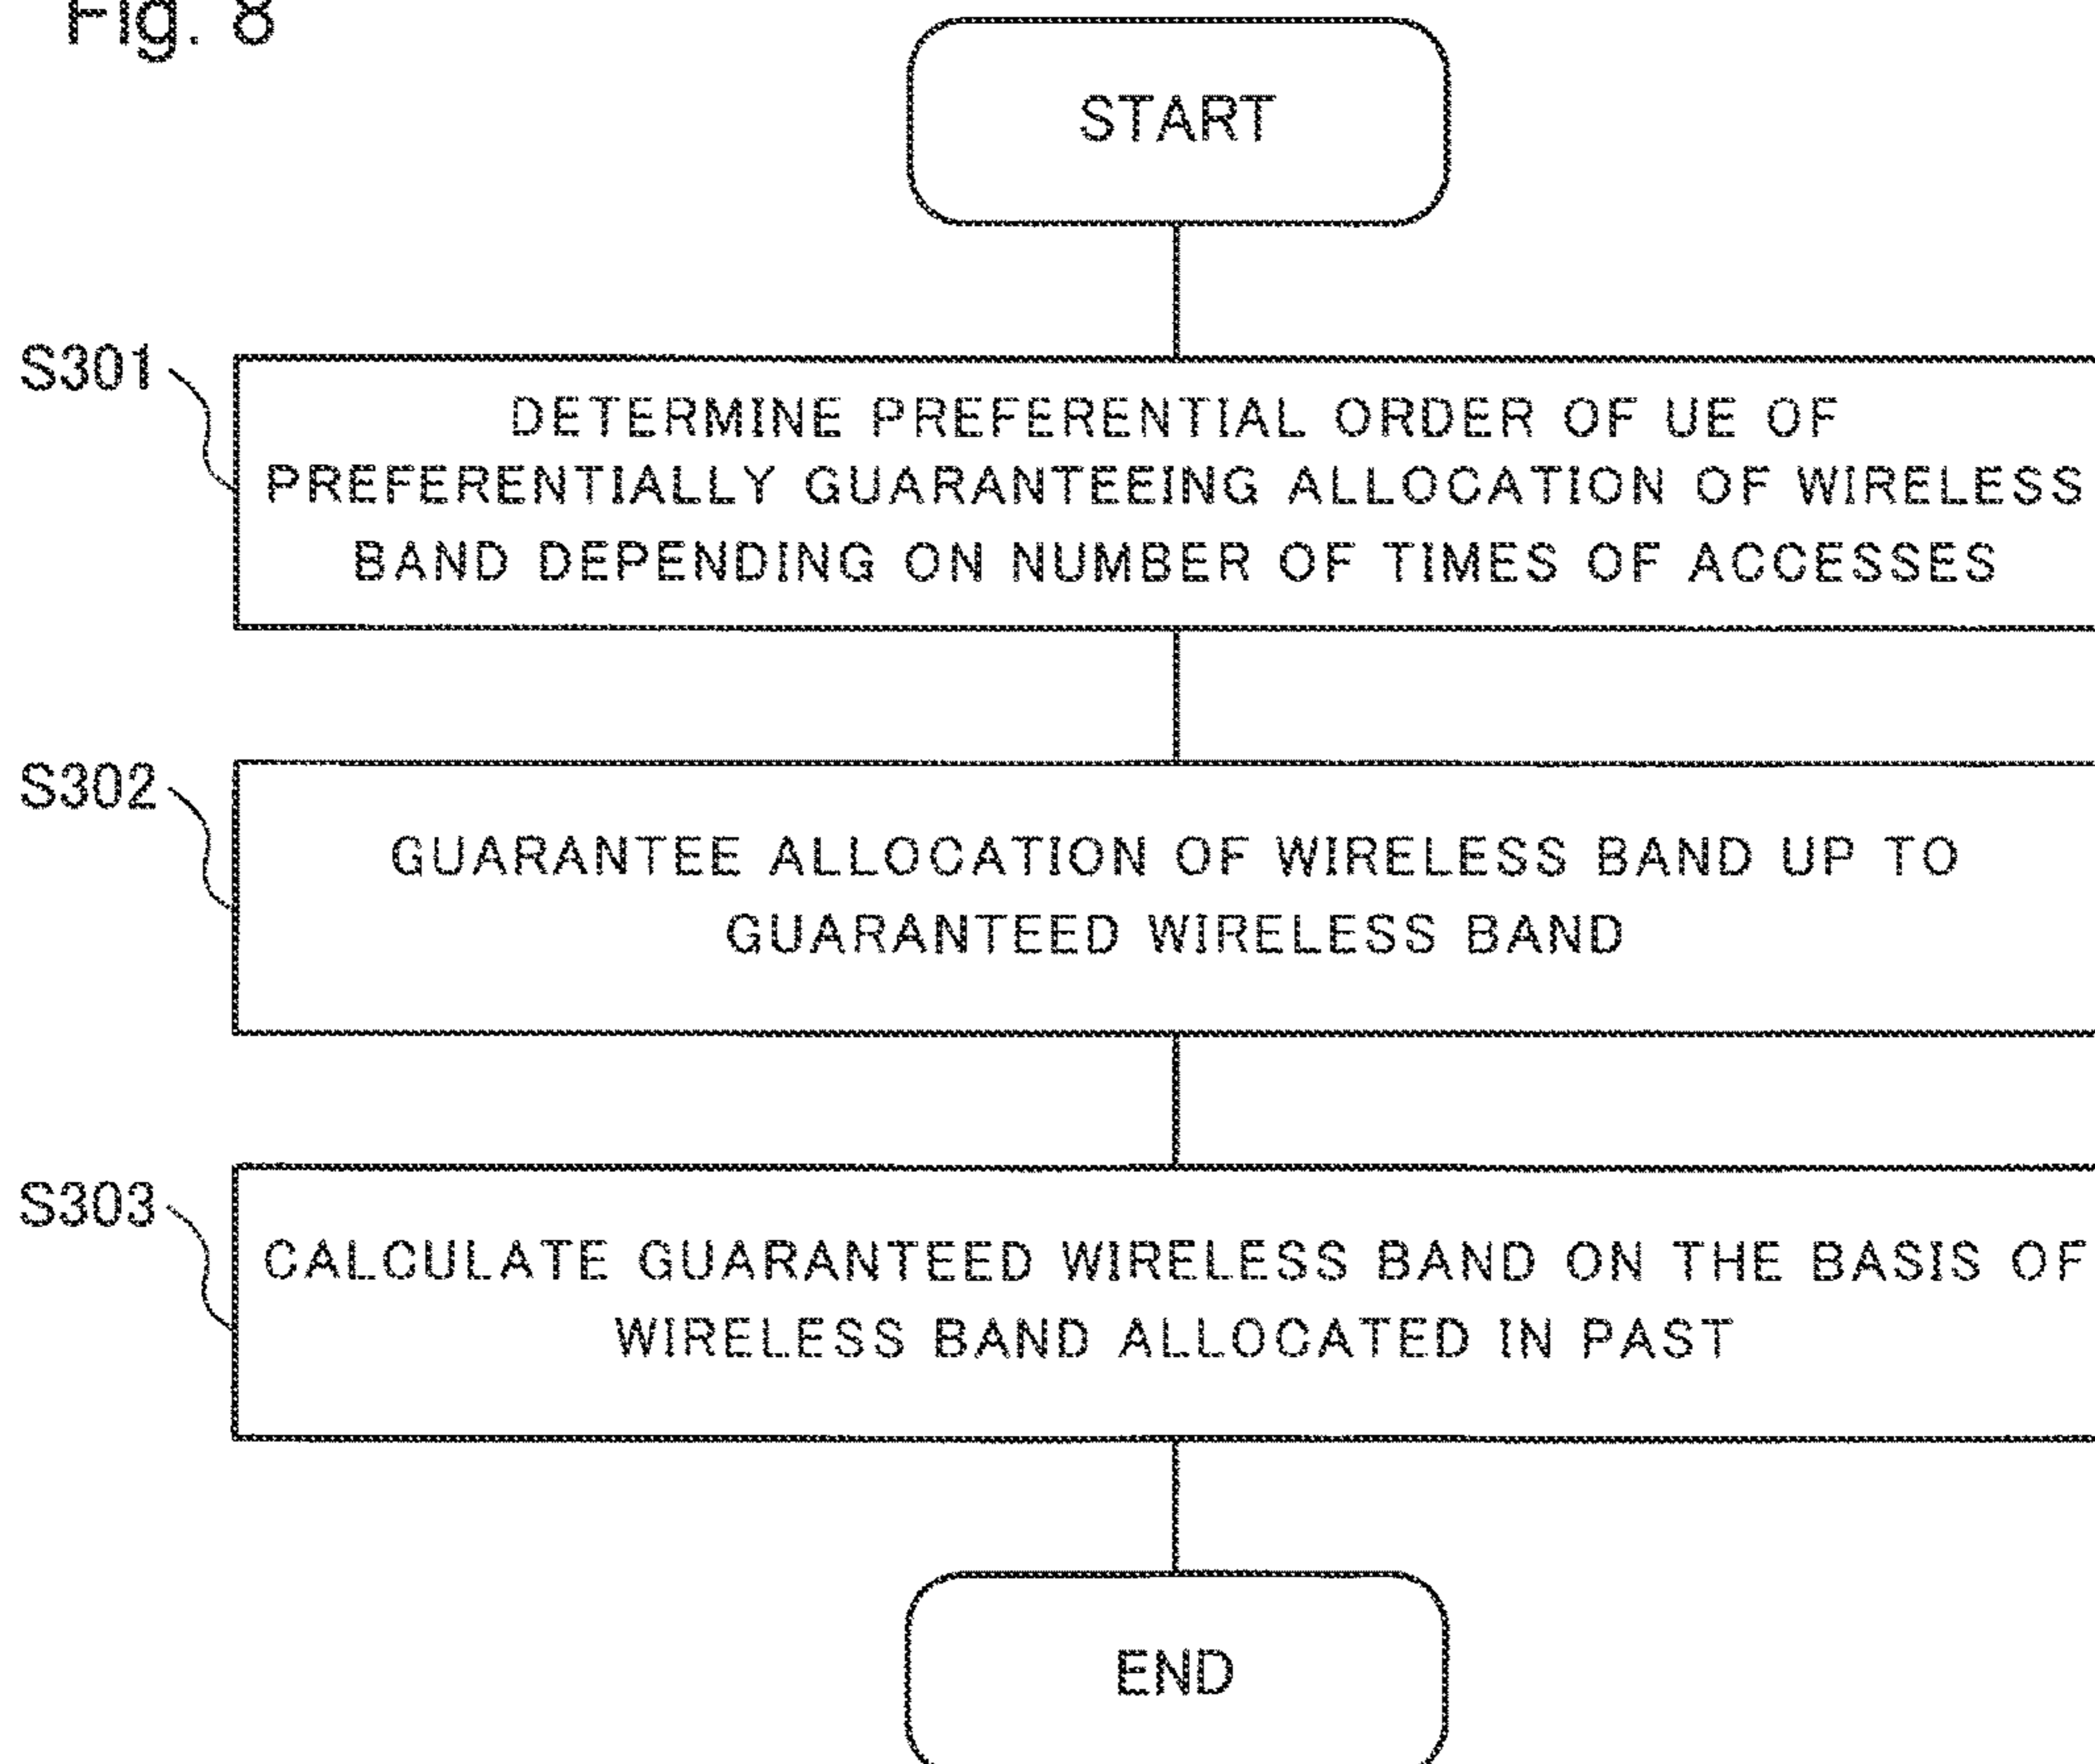 Fig. 8
START
S301
DETERMINE PREFERENTIAL ORDER OF UE OF
PREFERENTIALLY GUARANTEEING ALLOCATION OF WIRELESS
BAND DEPENDING ON NUMBER OF TIMES OF ACCESSES
S302
GUARANTEE ALLOCATION OF WIRELESS BAND UP TO
GUARANTEED WIRELESS BAND
S303
CALCULATE GUARANTEED WIRELESS BAND ON THE BASIS OF
WIRELESS BAND ALLOCATED IN PAST
END